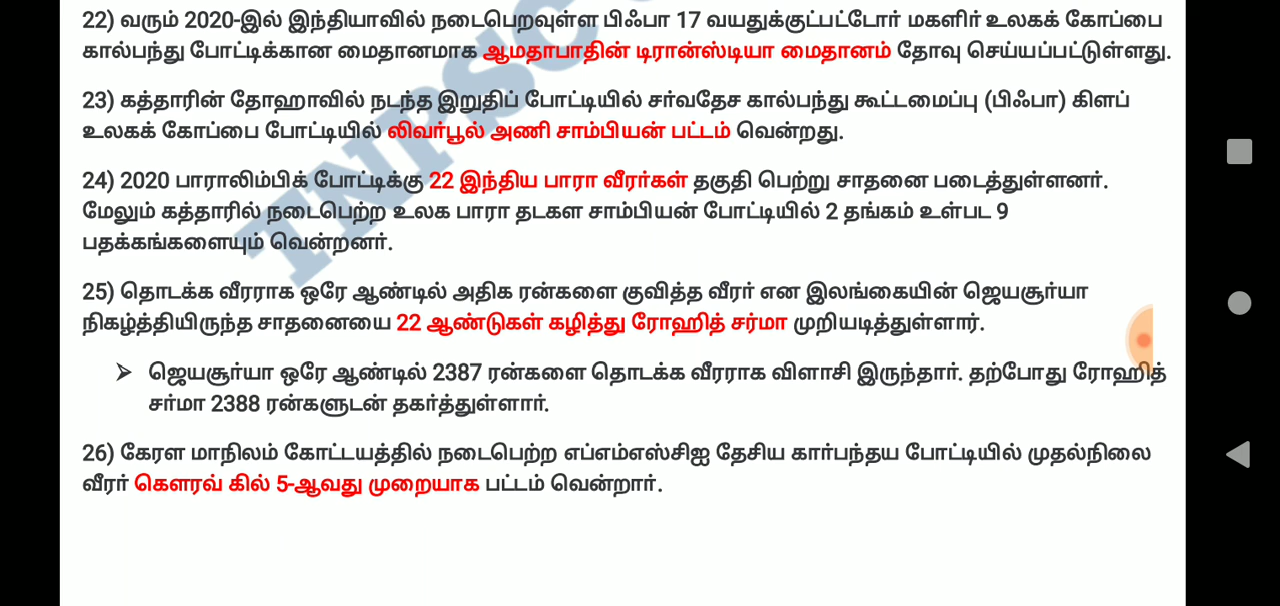 22) வரும் 2020-இல் இந்தியாவில் நடைபெறவுள்ள பிஃபா 17 வயதுக்குட்பட்டோர் மகளிர் உலகக் கோப்பை
கால்பந்து போட்டிக்கான மைதானமாக ஆமதாபாதின் டிரான்ஸ்டியா மைதானம் தேர்வு செய்யப்பட்டுள்ளது.
23) கத்தாரின் தோஹாவில் நடந்த இறுதிப் போட்டியில் சர்வதேச கால்பந்து கூட்டமைப்பு (பிஃபா) கிளப்
உலகக் கோப்பை போட்டியில் லிவர்பூல் அணி சாம்பியன் பட்டம் வென்றது.
24) 2020 பாராலிம்பிக் போட்டிக்கு 22 இந்திய பாரா வீரர்கள் தகுதி பெற்று சாதனை படைத்துள்ளனர்.
மேலும் கத்தாரில் நடைபெற்ற உலக பாரா தடகள சாம்பியன் போட்டியில் 2 தங்கம் உள்பட 9
பதக்கங்களையும் வென்றனர்.
25) தொடக்க வீரராக ஒரே ஆண்டில் அதிக ரன்களை குவித்த வீரர் என இலங்கையின் ஜெயசூர்யா
நிகழ்த்தியிருந்த சாதனையை 22 ஆண்டுகள் கழித்து ரோஹித் சர்மா முறியடித்துள்ளார்.
➢ ஜெயசூர்யா ஒரே ஆண்டில் 2387 ரன்களை தொடக்க வீரராக விளாசி இருந்தார். தற்போது ரோஹித்
சர்மா 2388 ரன்களுடன் தகர்த்துள்ளார்.
26) கேரள மாநிலம் கோட்டயத்தில் நடைபெற்ற எப்எம்எஸ்சிஐ தேசிய கார்பந்தய போட்டியில் முதல்நிலை
வீரர் கௌரவ் கில் 5-ஆவது முறையாக பட்டம் வென்றார்.
TNPSC